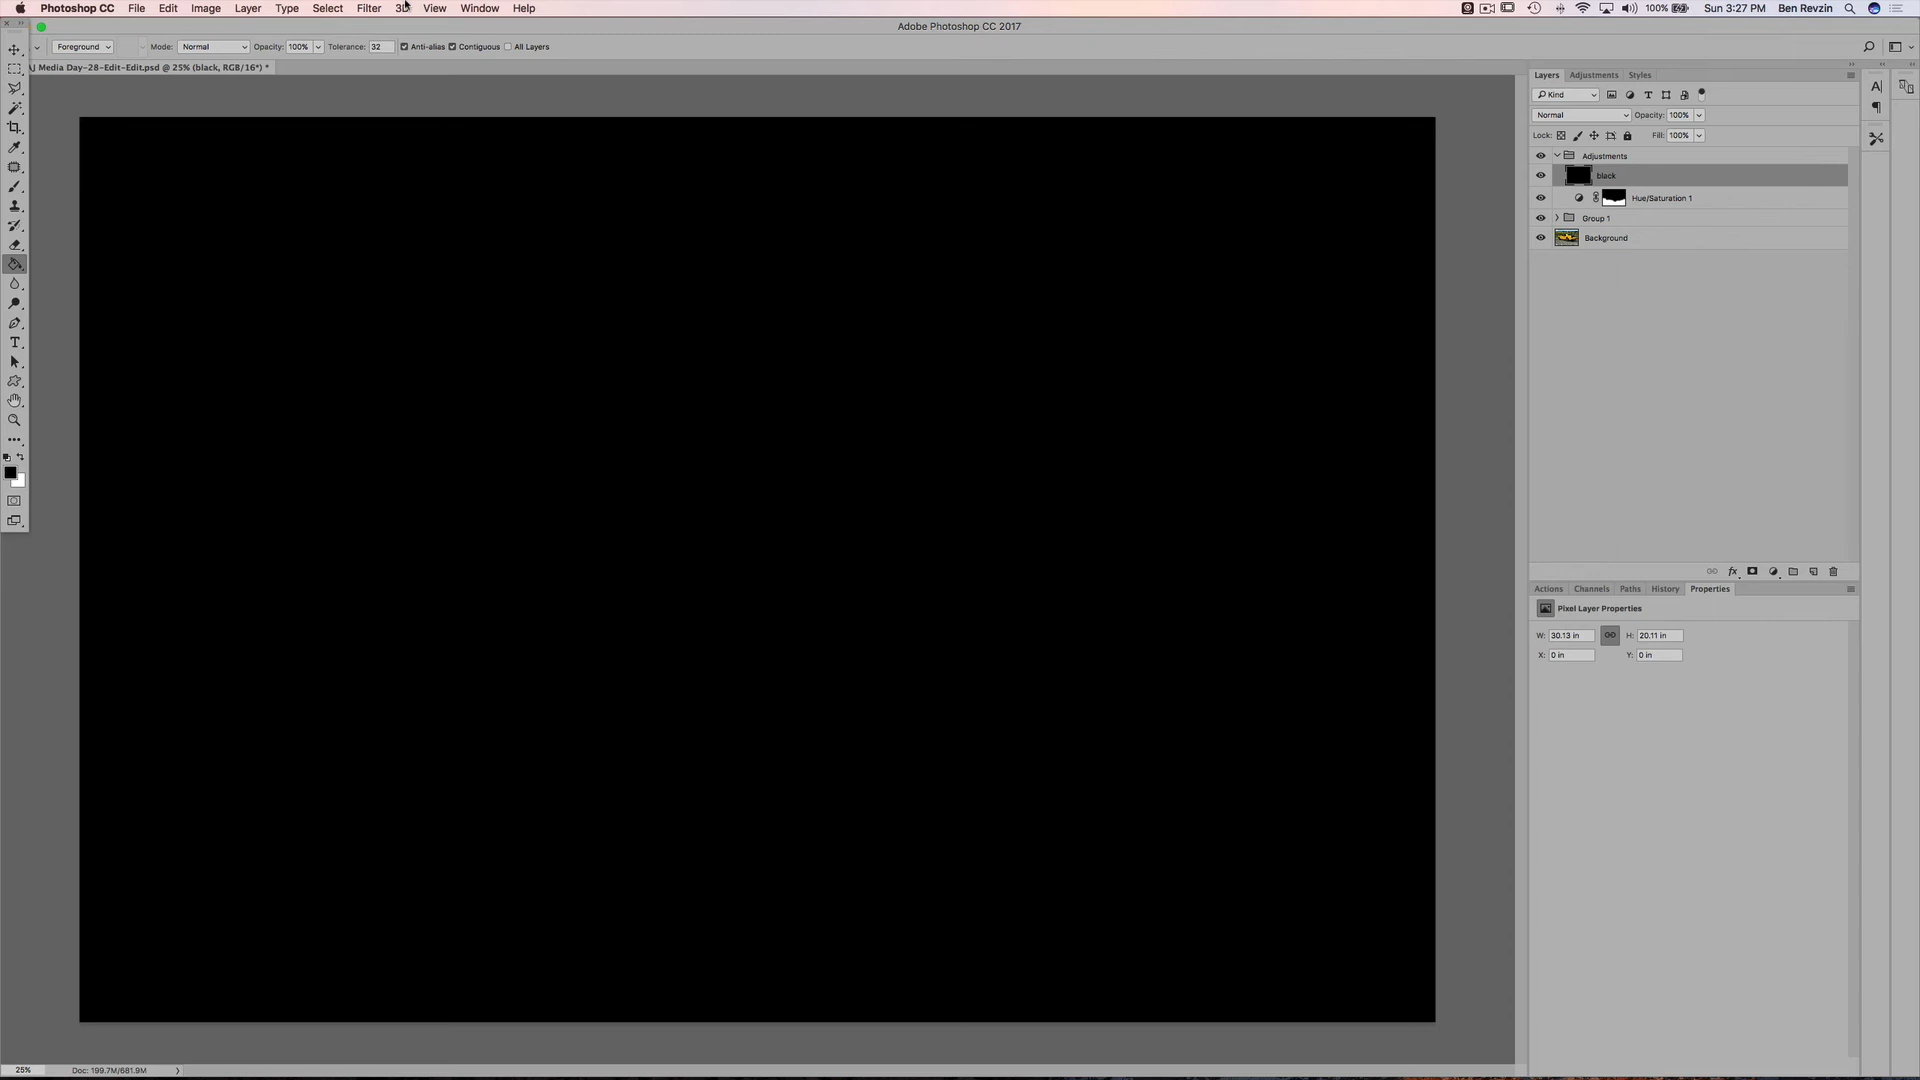 Photoshop CC File Edit Image Layer Type Select Filter 3D View Window Help 100% Sun 3:27 PM Ben Revzin
Adobe Photoshop CC 2017
Foreground Mode: Normal Opacity: 100% Tolerance: 32 Anti-alias Contiguous All Layers
Media Day-28-Edit-Edit.psd @ 25% (black, RGB/16*) *
Layers Adjustments Styles
Kind
Normal Opacity: 100%
Lock: Fill: 100%
Adjustments
black
Hue/Saturation 1
Group 1
Background
fx
Actions Channels Paths History Properties
Pixel Layer Properties
W: 30.13 in H: 20.11 in
X: 0 in Y: 0 in
25% Doc: 199.7M/681.9M